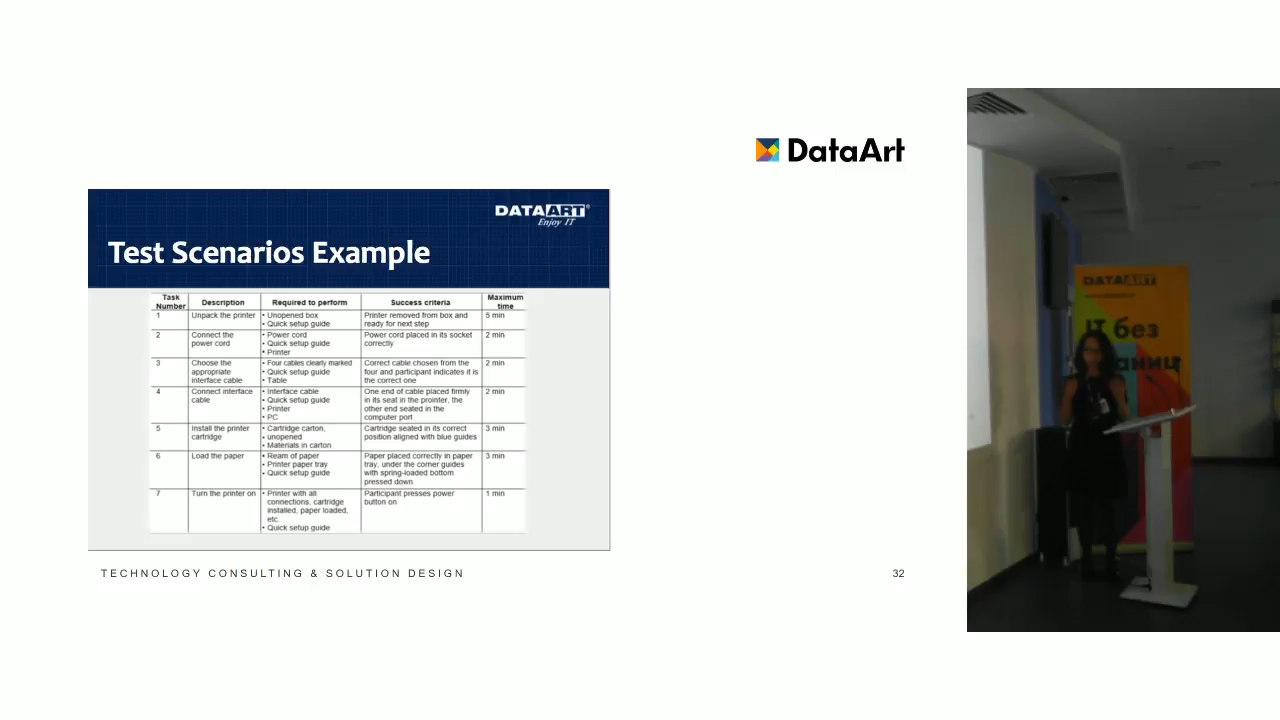 DataArt
DATAART®
Enjoy IT
Test Scenarios Example
Task Number Description Required to perform Success criteria Maximum time
1 Unpack the printer • Unopened box Printer removed from box and 5 min
• Quick setup guide ready for next step
2 Connect the • Power cord Power cord placed in its socket 2 min
power cord • Quick setup guide correctly
• Printer
3 Choose the • Four cables clearly marked Correct cable chosen from the 2 min
appropriate • Quick setup guide four and participant indicates it is
interface cable • Table the correct one
4 Connect interface • Interface cable One end of cable placed firmly 2 min
cable • Quick setup guide in its seat in the prointer, the
• Printer other end seated in the
• PC computer port
5 Install the printer • Cartridge carton, Cartridge seated in its correct 3 min
cartridge • unopened position aligned with blue guides
• Materials in carton
6 Load the paper • Ream of paper Paper placed correctly in paper 3 min
• Printer paper tray tray, under the corner guides
• Quick setup guide with spring-loaded bottom
pressed down
7 Turn the printer on • Printer with all Participant presses power 1 min
connections, cartridge button on
installed, paper loaded,
etc.
• Quick setup guide
TECHNOLOGY CONSULTING & SOLUTION DESIGN
32
DATAART
IT без
аниц